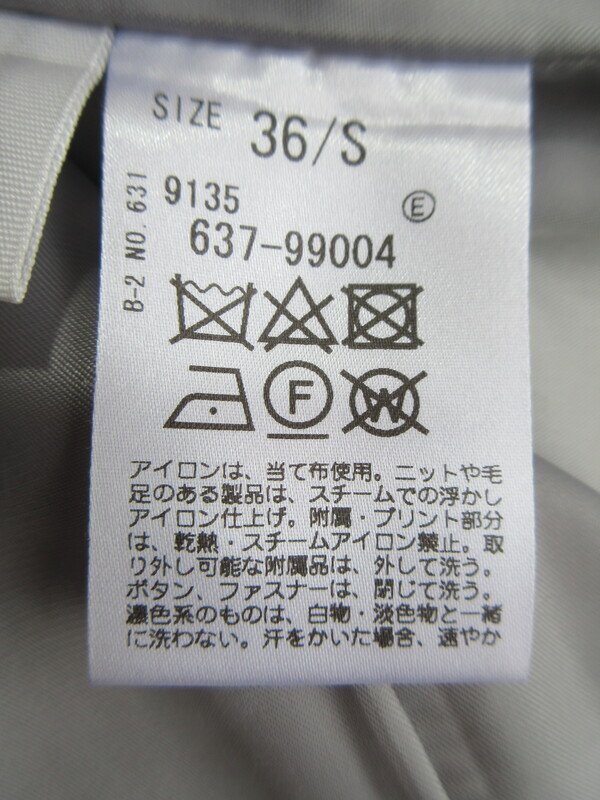 SIZE 36/S
B-2 NO. 631
9135 E
637-99004
F W
アイロンは、当て布使用。ニットや毛
足のある製品は、スチームでの浮かし
アイロン仕上げ。附属・プリント部分
は、乾熱・スチームアイロン禁止。取
り外し可能な附属品は、外して洗う。
ボタン、ファスナーは、閉じて洗う。
濃色系のものは、白物・淡色物と一緒
に洗わない。汗をかいた場合、速やか